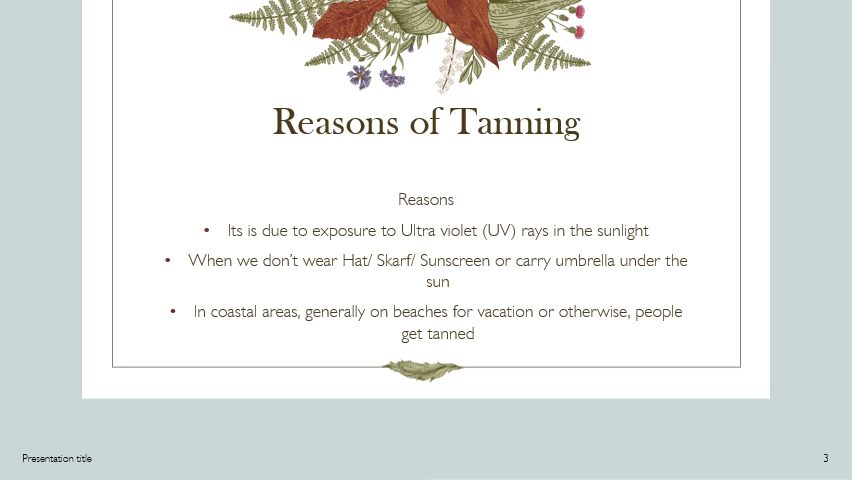 Reasons of Tanning
Reasons
• Its is due to exposure to Ultra violet (UV) rays in the sunlight
• When we don’t wear Hat/ Skarf/ Sunscreen or carry umbrella under the
sun
• In coastal areas, generally on beaches for vacation or otherwise, people
get tanned
Presentation title
3